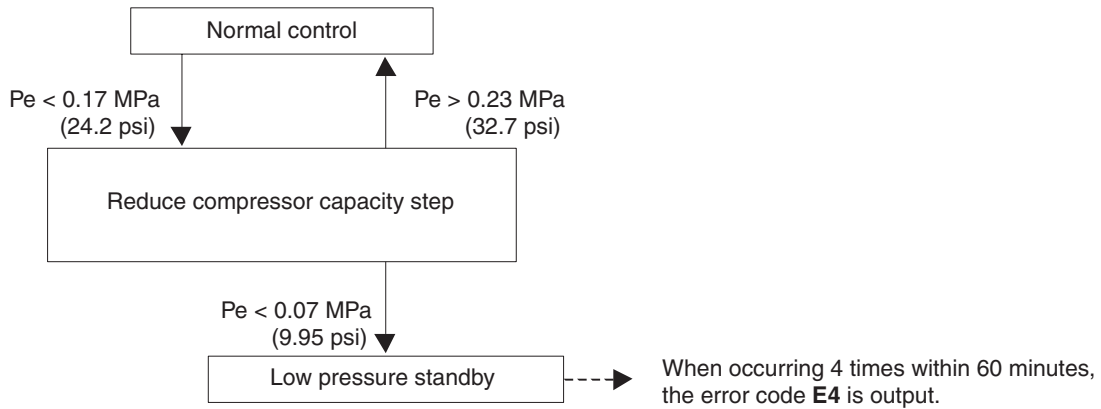 Normal control
Pe < 0.17 MPa
(24.2 psi)
Pe > 0.23 MPa
(32.7 psi)
Reduce compressor capacity step
Pe < 0.07 MPa
(9.95 psi)
Low pressure standby
When occurring 4 times within 60 minutes,
the error code E4 is output.